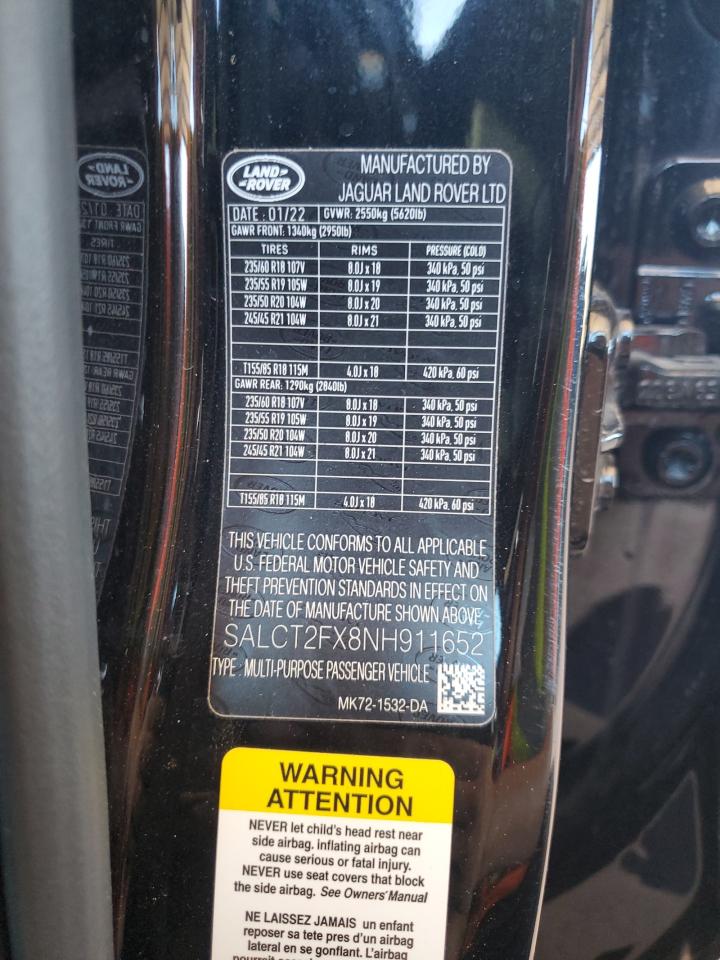 LAND-
ROVER
MANUFACTURED BY
JAGUAR LAND ROVER LTD
DATE : 01/22 GVWR: 2550kg (5620lb)
GAWR FRONT: 1340kg (2950lb)
TIRES RIMS PRESSURE (COLD)
235/60 R18 107V 8.0J x 18 340 kPa, 50 psi
235/55 R19 105W 8.0J x 19 340 kPa, 50 psi
235/50 R20 104W 8.0J x 20 340 kPa, 50 psi
245/45 R21 104W 8.0J x 21 340 kPa, 50 psi
T155/85 R18 115M 4.0J x 18 420 kPa, 60 psi
GAWR REAR: 1290kg (2840lb)
235/60 R18 107V 8.0J x 18 340 kPa, 50 psi
235/55 R19 105W 8.0J x 19 340 kPa, 50 psi
235/50 R20 104W 8.0J x 20 340 kPa, 50 psi
245/45 R21 104W 8.0J x 21 340 kPa, 50 psi
T155/85 R18 115M 4.0J x 18 420 kPa, 60 psi
THIS VEHICLE CONFORMS TO ALL APPLICABLE
U.S. FEDERAL MOTOR VEHICLE SAFETY AND
THEFT PREVENTION STANDARDS IN EFFECT ON
THE DATE OF MANUFACTURE SHOWN ABOVE
SALCT2FX8NH911652
TYPE : MULTI-PURPOSE PASSENGER VEHICLE
MK72-1532-DA
WARNING
ATTENTION
NEVER let child's head rest near
side airbag. inflating airbag can
cause serious or fatal injury.
NEVER use seat covers that block
the side airbag. See Owners' Manual
NE LAISSEZ JAMAIS un enfant
reposer sa tete pres d'un airbag
lateral en se gonflant. L'airbag